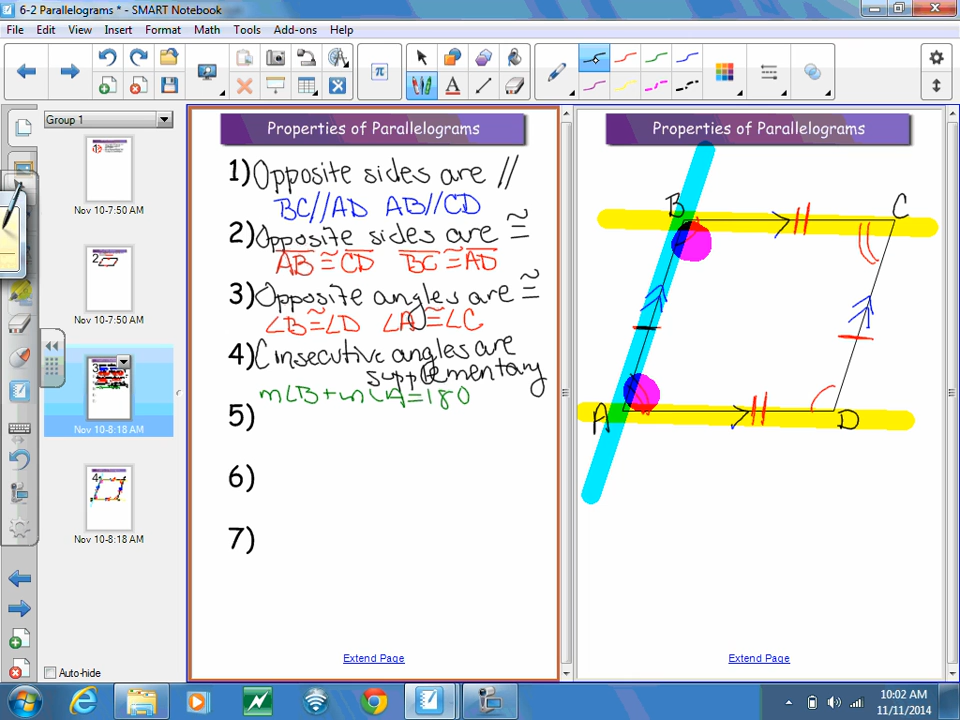 6-2 Parallelograms * - SMART Notebook
File Edit View Insert Format Math Tools Add-ons Help
Group 1
Nov 10-7:50 AM
2
Nov 10-7:50 AM
3
Nov 10-8:18 AM
4
Nov 10-8:18 AM
Auto-hide
Properties of Parallelograms
1) Opposite sides are //
BC//AD AB//CD
2) Opposite sides are ≅
AB≅CD BC≅AD
3) Opposite angles are ≅
∠B≅∠D ∠A≅∠C
4) Cinsecutive angles are
supplementary
m∠B+m∠A=180
5)
6)
7)
Extend Page
Properties of Parallelograms
B C
A D
Extend Page
10:02 AM
11/11/2014